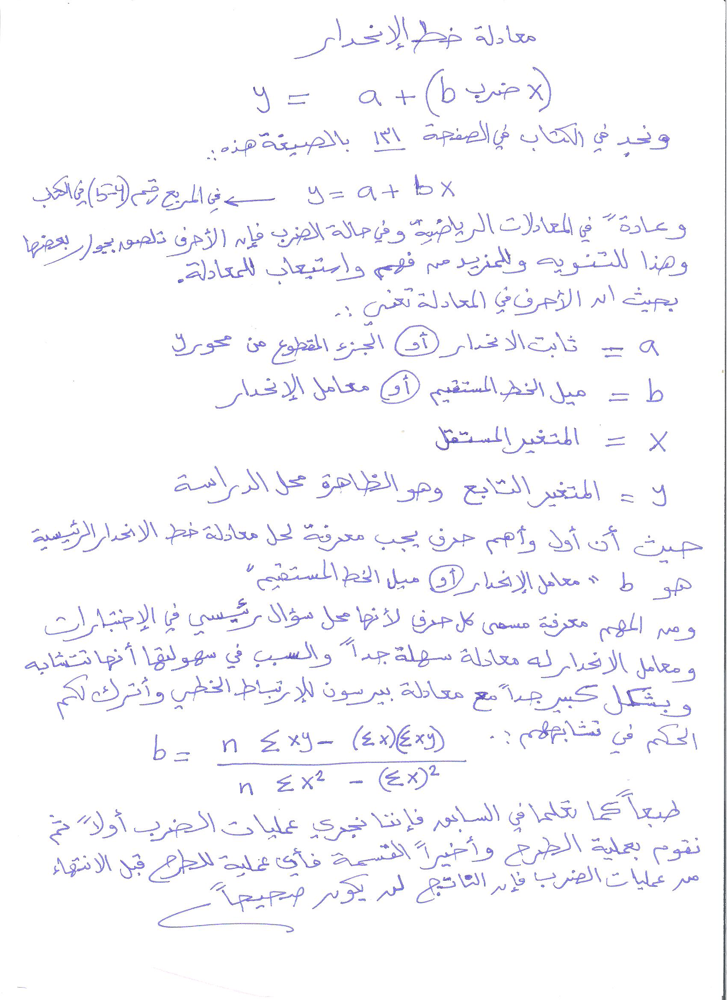 معادلة خط الإنحدار
y = a + (b ضرب x)
ونجد في الكتاب في الصفحة ١٣١ بالصيغة هذه :.
y = a + bx ← في المربع رقم (5-4) في الكتاب
وعادةً في المعادلات الرياضية وفي حالة الضرب فإن الأحرف تلصق بجوار بعضها
وهذا للتنويه وللمزيد من فهم واستيعاب للمعادلة.
بحيث ان الأحرف في المعادلة تعني :.
a = ثابت الانحدار أو الجزء المقطوع من محور y
b = ميل الخط المستقيم أو معامل الإنحدار
x = المتغير المستقل
y = المتغير التابع وهو الظاهرة محل الدراسة
حيث أن أول وأهم حرف يجب معرفة لحل معادلة خط الانحدار الرئيسية
هو b "معامل الإنحدار أو ميل الخط المستقيم"
ومن المهم معرفة مسمى كل حرف لأنها محل سؤال رئيسي في الإختبارات
ومعامل الانحدار له معادلة سهلة جداً والسبب في سهولتها أنها تتشابه
وبشكل كبير جداً مع معادلة بيرسون للإرتباط الخطي وأترك لكم
الحكم في تشابههم :.
b = n Σxy - (Σx)(Σxy)
n Σx² - (Σx)²
طبعاً كما تعلمنا في السابق فإننا نجري عمليات الضرب أولاً ثم
نقوم بعملية الطرح وأخيراً القسمة فأي عملية للطرح قبل الانتهاء
من عمليات الضرب فإن الناتج لن يكون صحيحاً